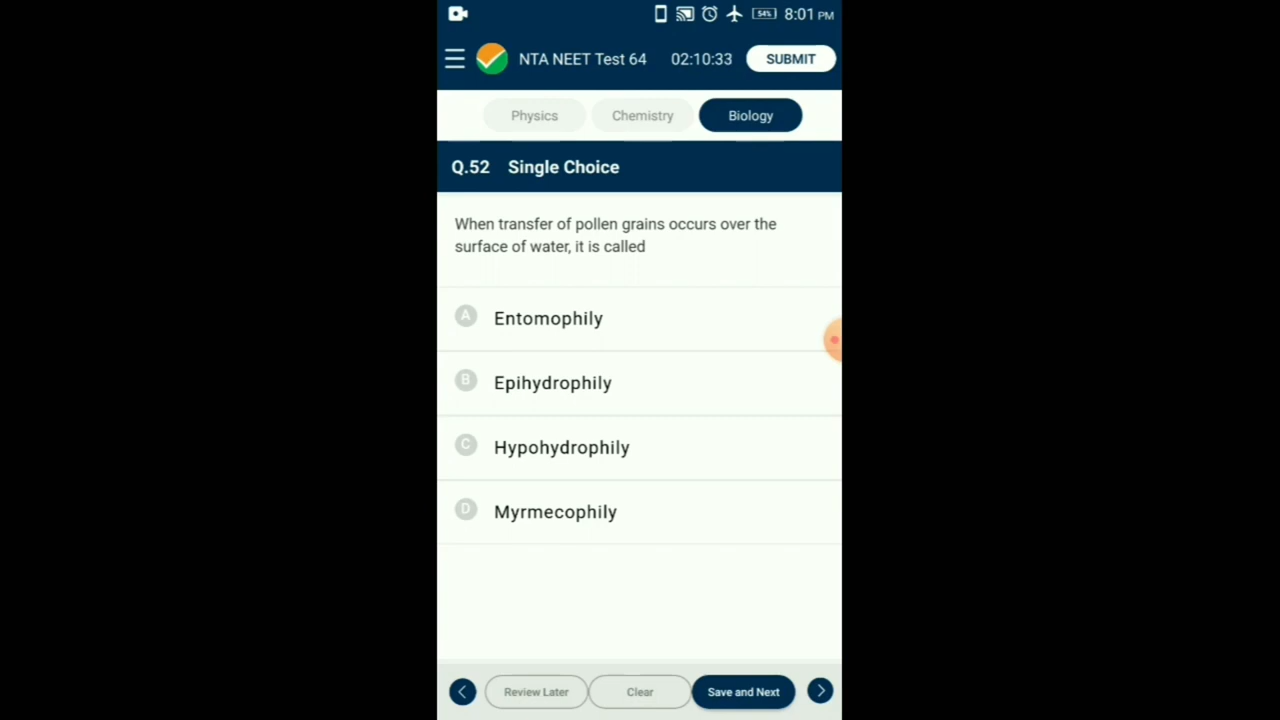 54% 8:01 PM
NTA NEET Test 64 02:10:33 SUBMIT
Physics Chemistry Biology
Q.52 Single Choice
When transfer of pollen grains occurs over the
surface of water, it is called
A Entomophily
B Epihydrophily
C Hypohydrophily
D Myrmecophily
Review Later Clear Save and Next